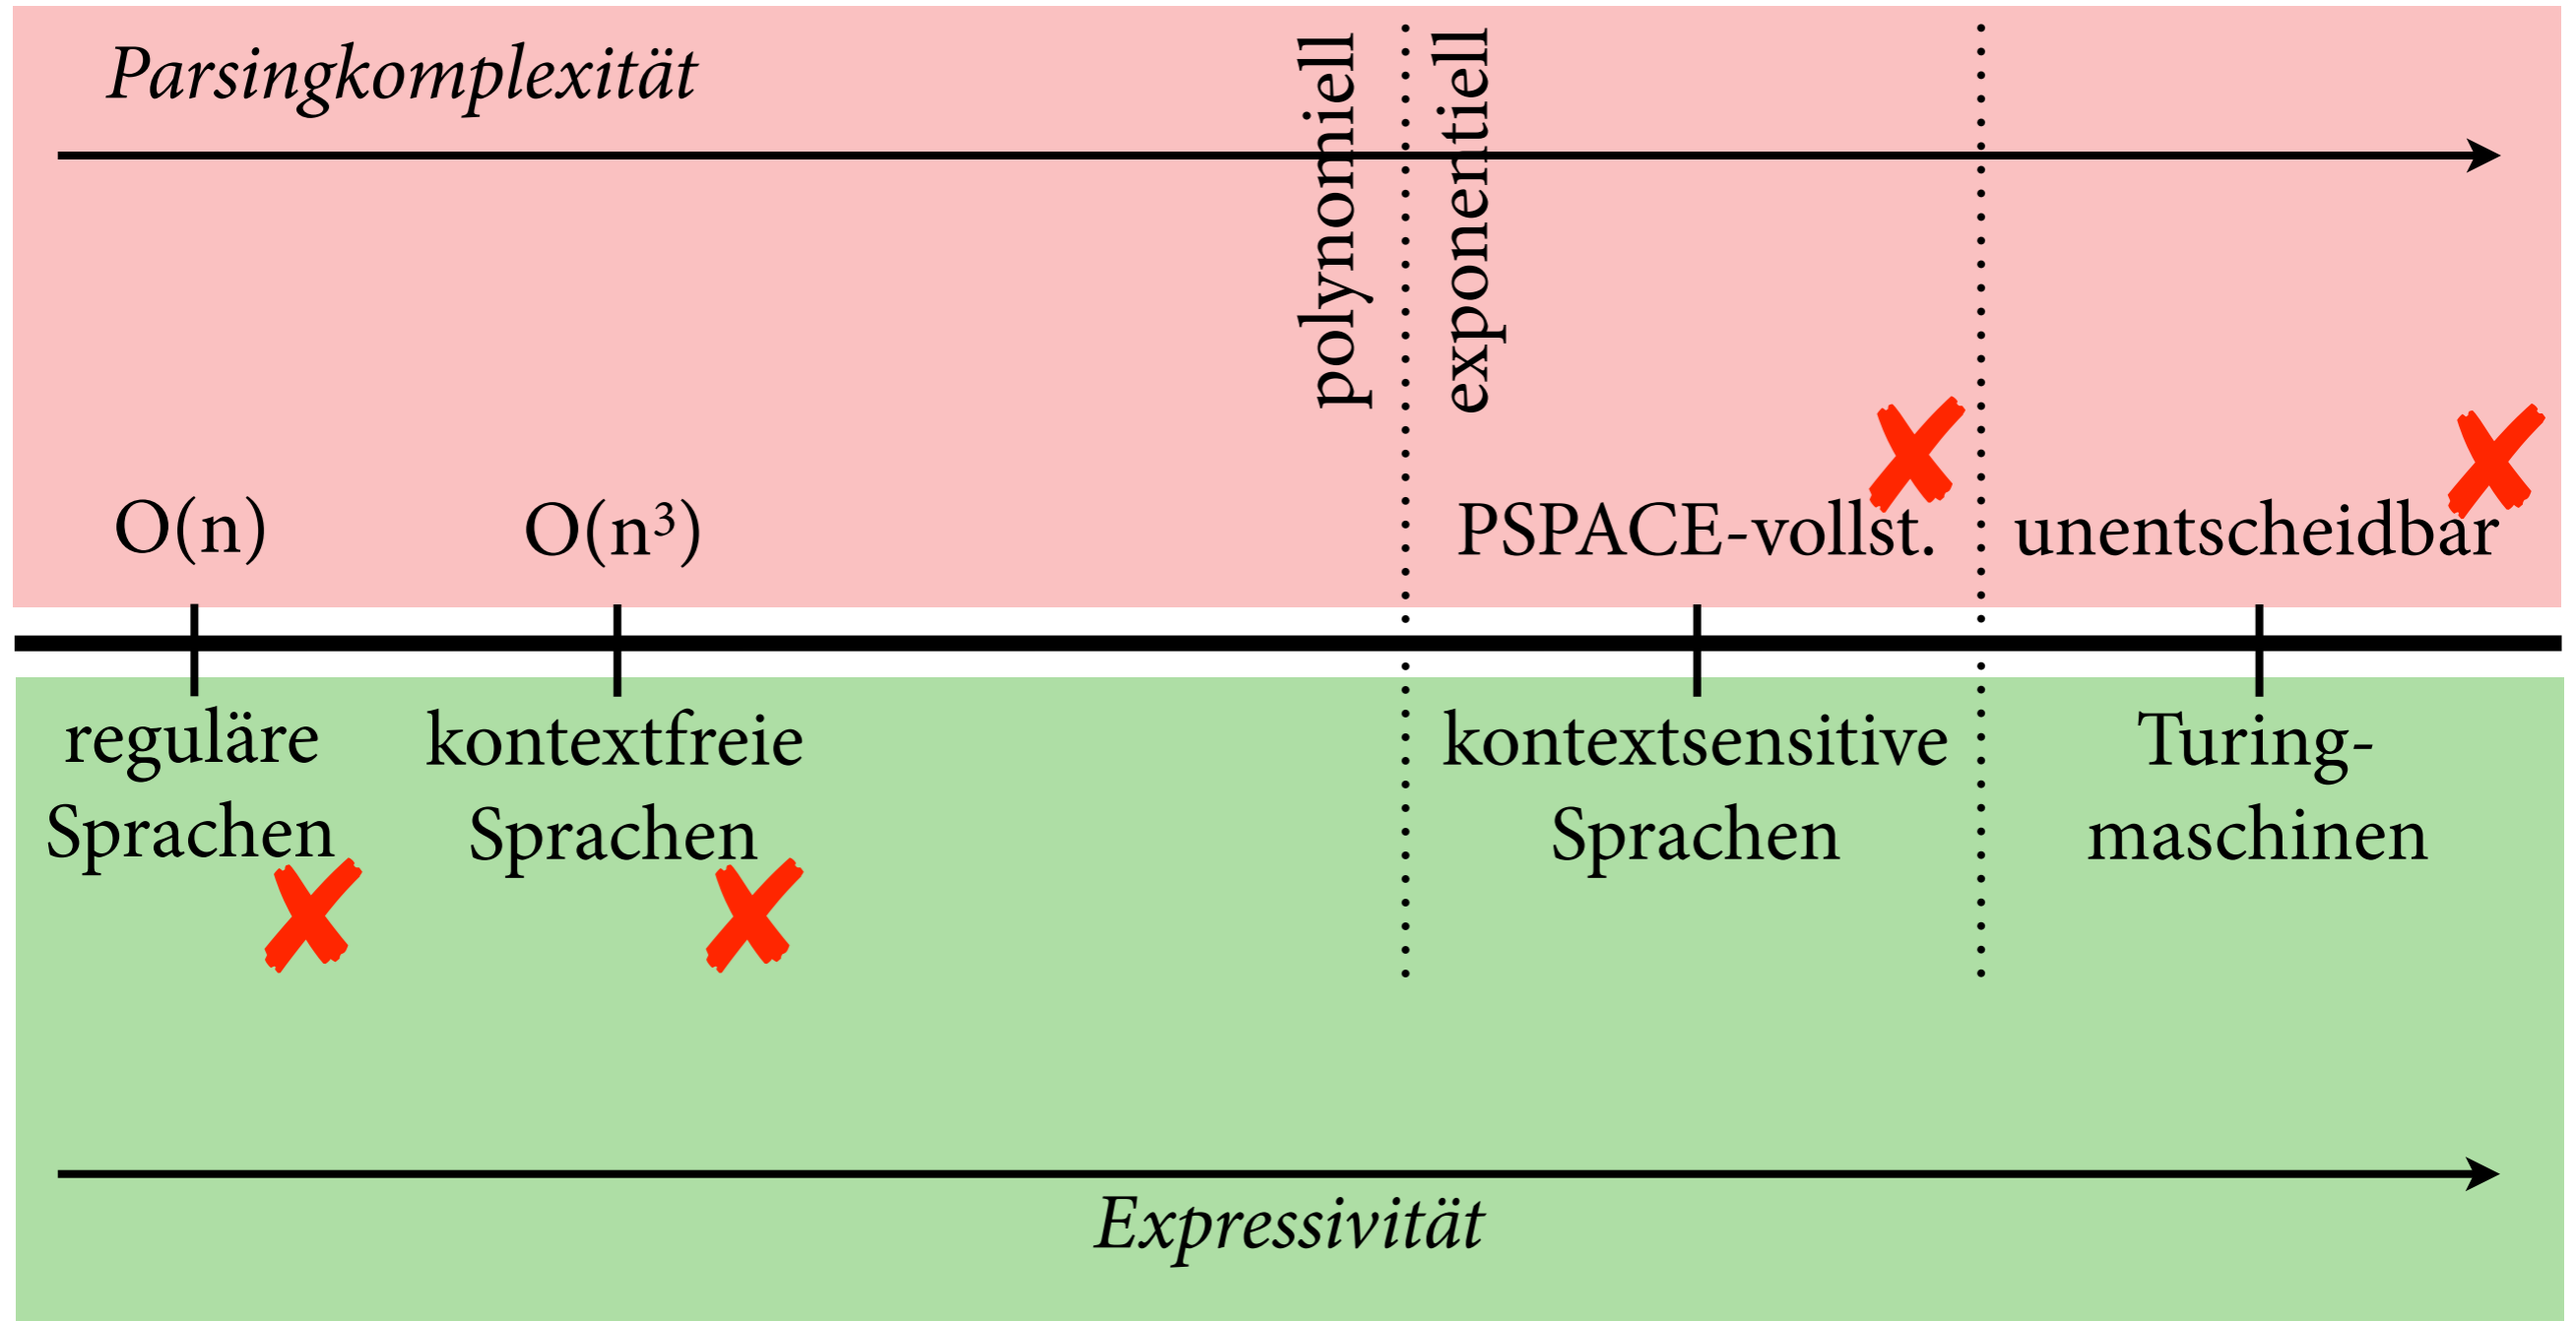 Parsingkomplexität
polynomiell
exponentiell
O(n)
O(n³)
PSPACE-vollst.
unentscheidbar
reguläre
Sprachen
kontextfreie
Sprachen
kontextsensitive
Sprachen
Turing-
maschinen
Expressivität